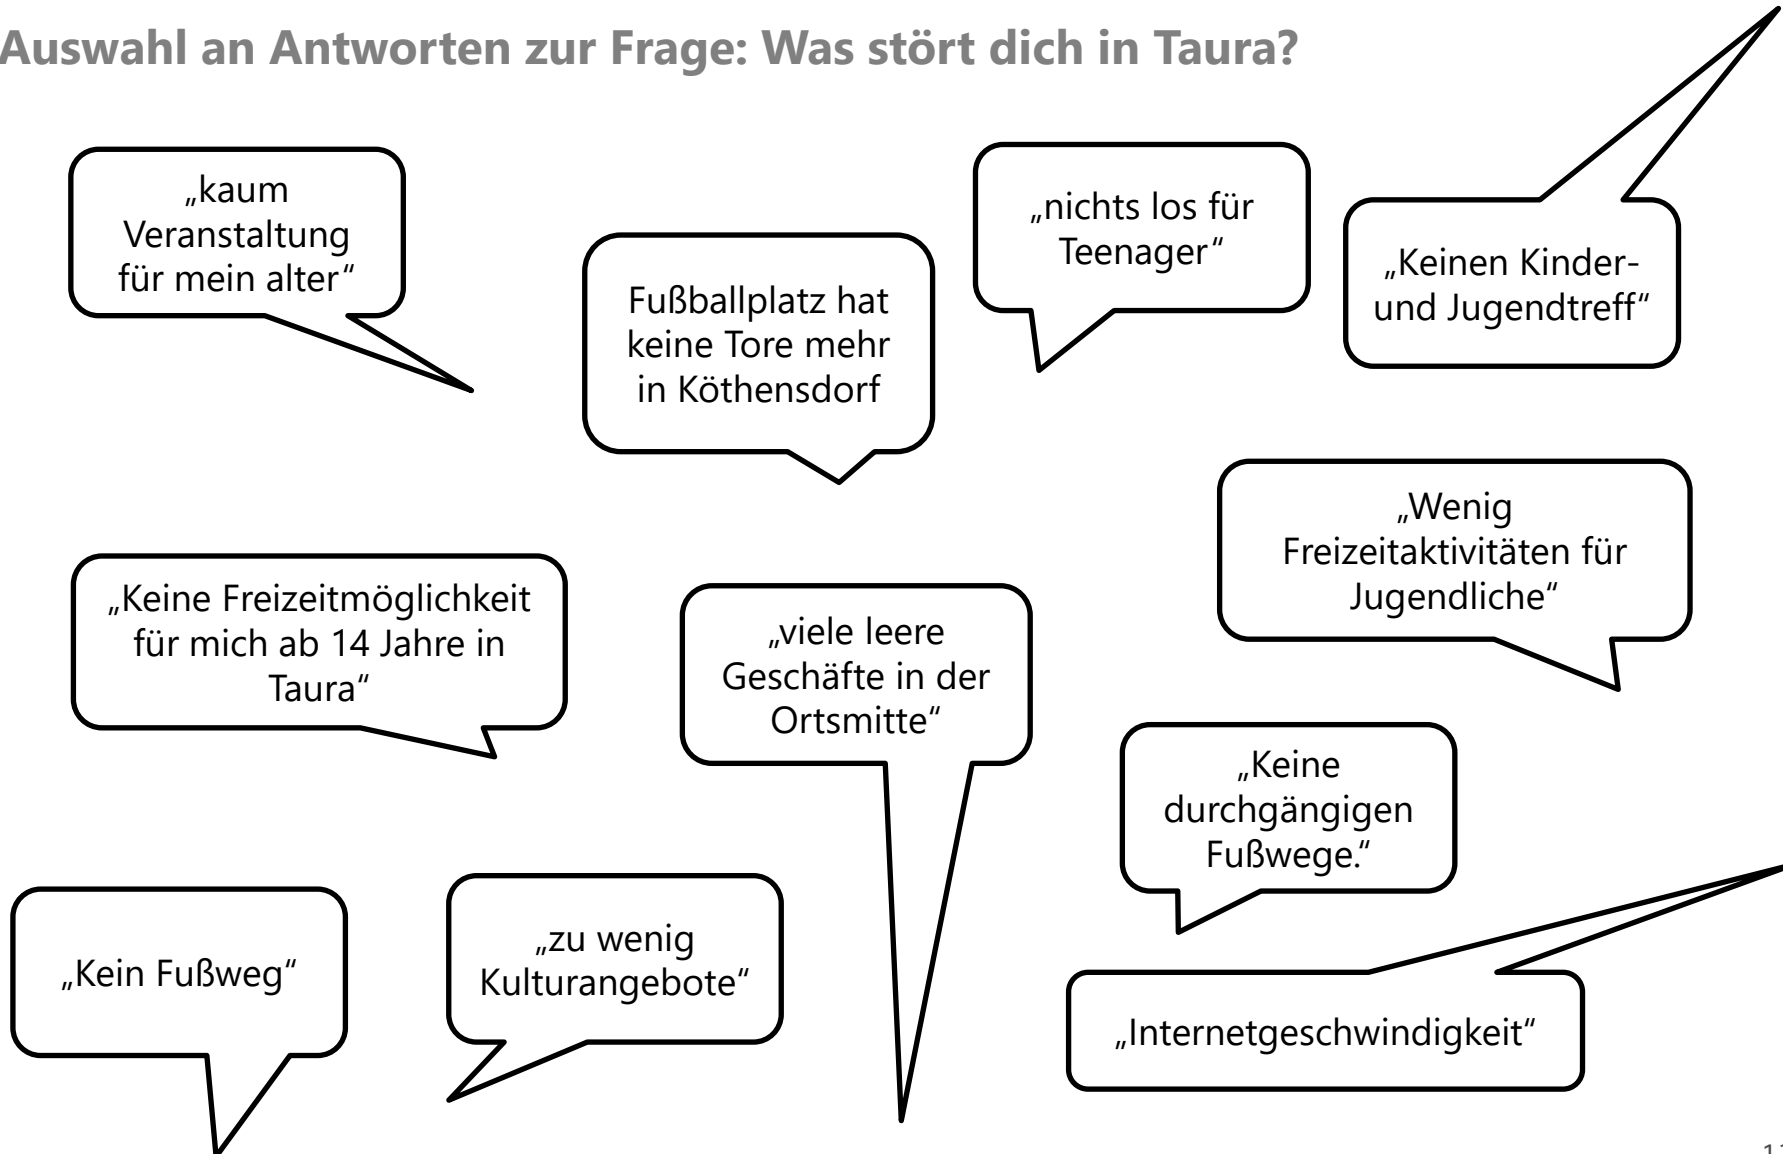 Auswahl an Antworten zur Frage: Was stört dich in Taura?
„kaum
Veranstaltung
für mein alter“
Fußballplatz hat
keine Tore mehr
in Köthensdorf
„nichts los für
Teenager“
„Keinen Kinder-
und Jugendtreff“
„Keine Freizeitmöglichkeit
für mich ab 14 Jahre in
Taura“
„viele leere
Geschäfte in der
Ortsmitte“
„Wenig
Freizeitaktivitäten für
Jugendliche“
„Keine
durchgängigen
Fußwege.“
„Kein Fußweg“
„zu wenig
Kulturangebote“
„Internetgeschwindigkeit“